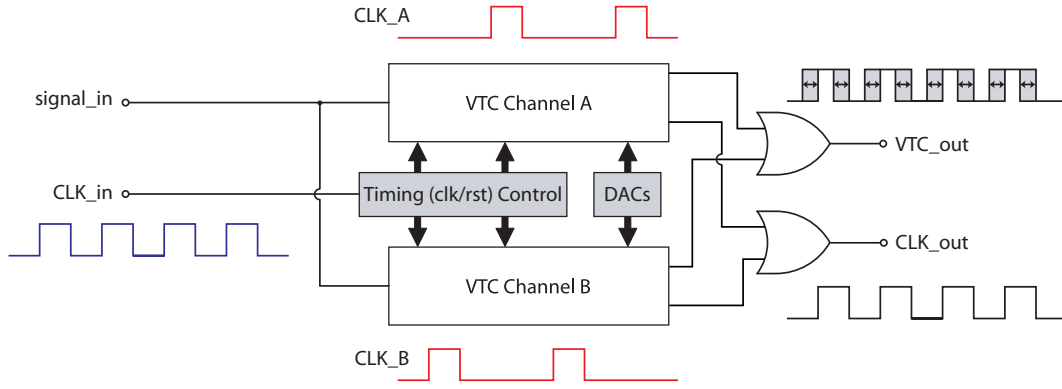 CLK_A
signal_in
VTC Channel A
VTC_out
CLK_in
Timing (clk/rst) Control
DACs
CLK_out
VTC Channel B
CLK_B